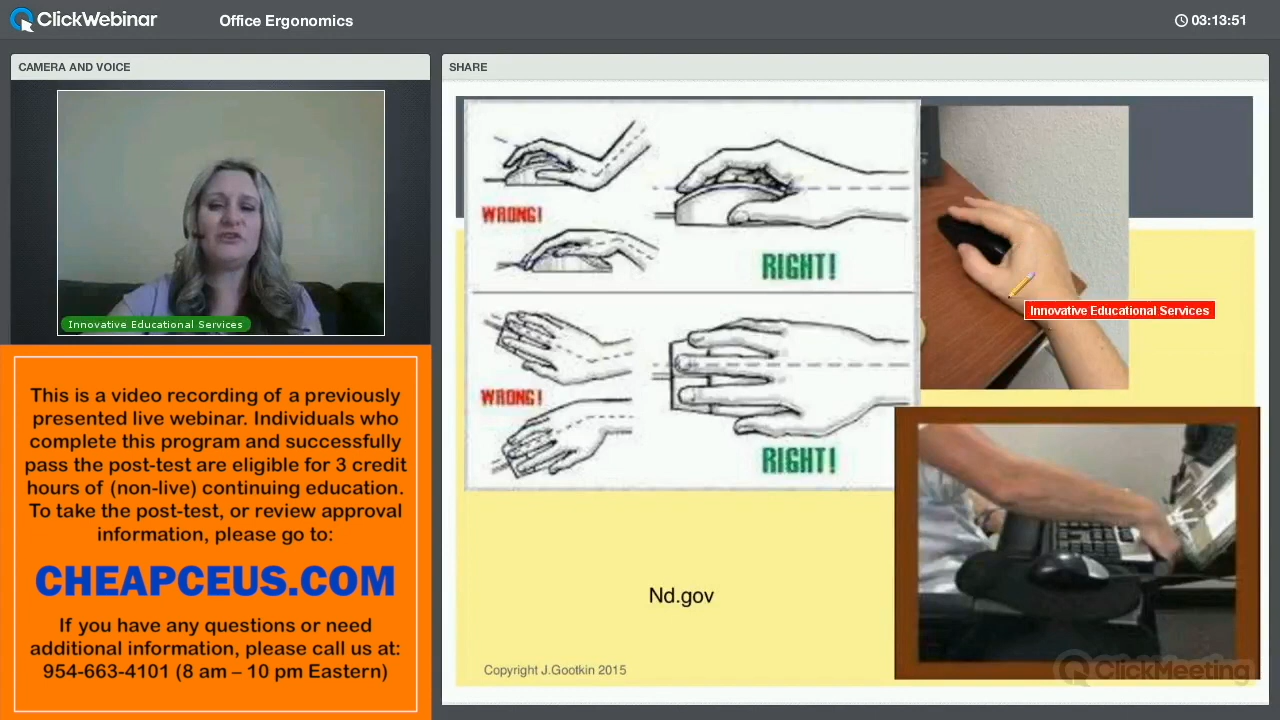 ClickWebinar
Office Ergonomics
03:13:51
CAMERA AND VOICE
Innovative Educational Services
This is a video recording of a previously
presented live webinar. Individuals who
complete this program and successfully
pass the post-test are eligible for 3 credit
hours of (non-live) continuing education.
To take the post-test, or review approval
information, please go to:
CHEAPCEUS.COM
If you have any questions or need
additional information, please call us at:
954-663-4101 (8 am – 10 pm Eastern)
SHARE
WRONG!
RIGHT!
WRONG!
RIGHT!
Innovative Educational Services
Nd.gov
Copyright J.Gootkin 2015
ClickMeeting